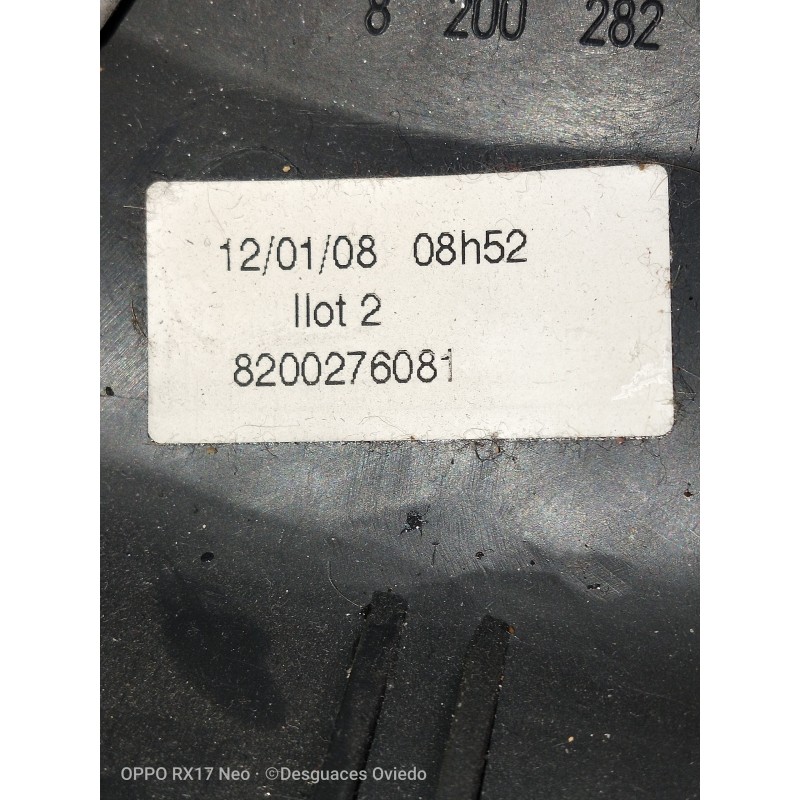 8 200 282
12/01/08 08h52
Ilot 2
8200276081
OPPO RX17 Neo · ©Desguaces Oviedo